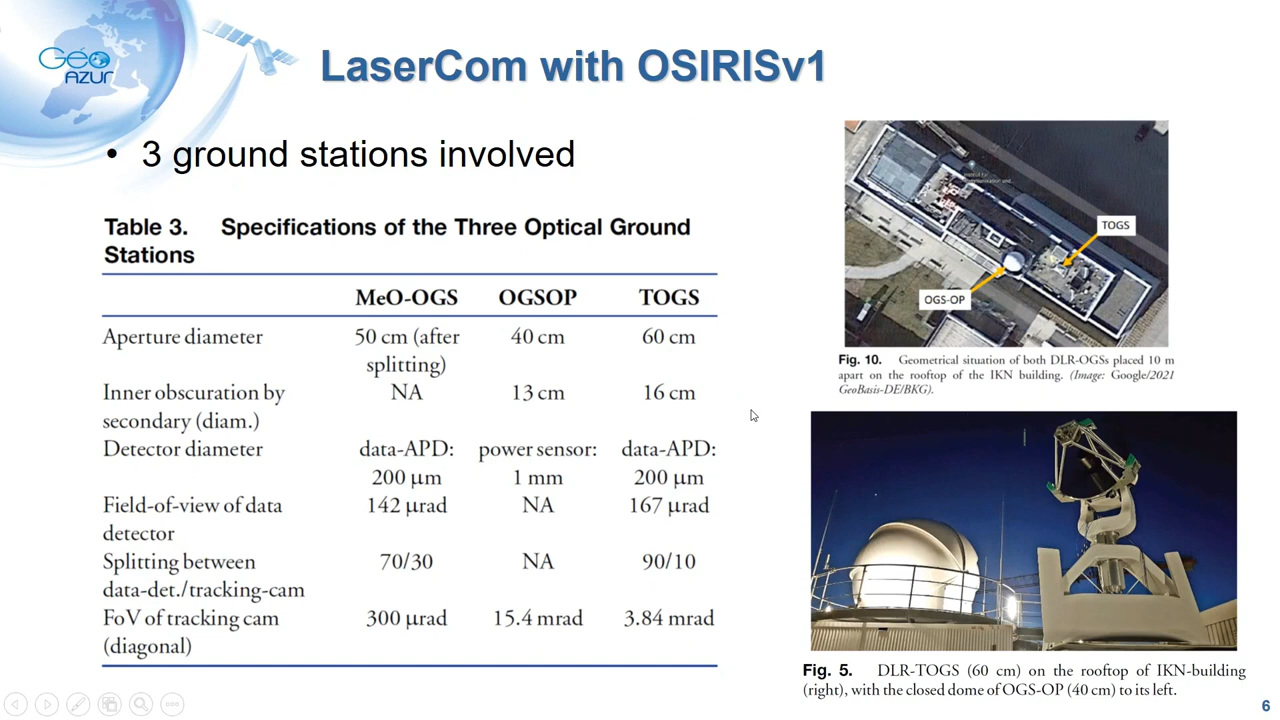 Géo
AZUR
LaserCom with OSIRISv1
• 3 ground stations involved
Table 3. Specifications of the Three Optical Ground
Stations
MeO-OGS OGSOP TOGS
Aperture diameter 50 cm (after 40 cm 60 cm
splitting)
Inner obscuration by NA 13 cm 16 cm
secondary (diam.)
Detector diameter data-APD: power sensor: data-APD:
200 μm 1 mm 200 μm
Field-of-view of data 142 μrad NA 167 μrad
detector
Splitting between 70/30 NA 90/10
data-det./tracking-cam
FoV of tracking cam 300 μrad 15.4 mrad 3.84 mrad
(diagonal)
TOGS
OGS-OP
Fig. 10. Geometrical situation of both DLR-OGSs placed 10 m
apart on the rooftop of the IKN building. (Image: Google/2021
GeoBasis-DE/BKG).
Fig. 5. DLR-TOGS (60 cm) on the rooftop of IKN-building
(right), with the closed dome of OGS-OP (40 cm) to its left.
6